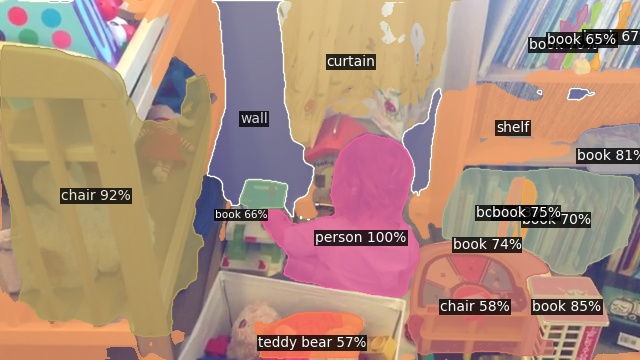 book 65%
67
curtain
wall
shelf
book 81%
chair 92%
book 66%
bcbook 75%
book 70%
person 100%
book 74%
chair 58%
book 85%
teddy bear 57%